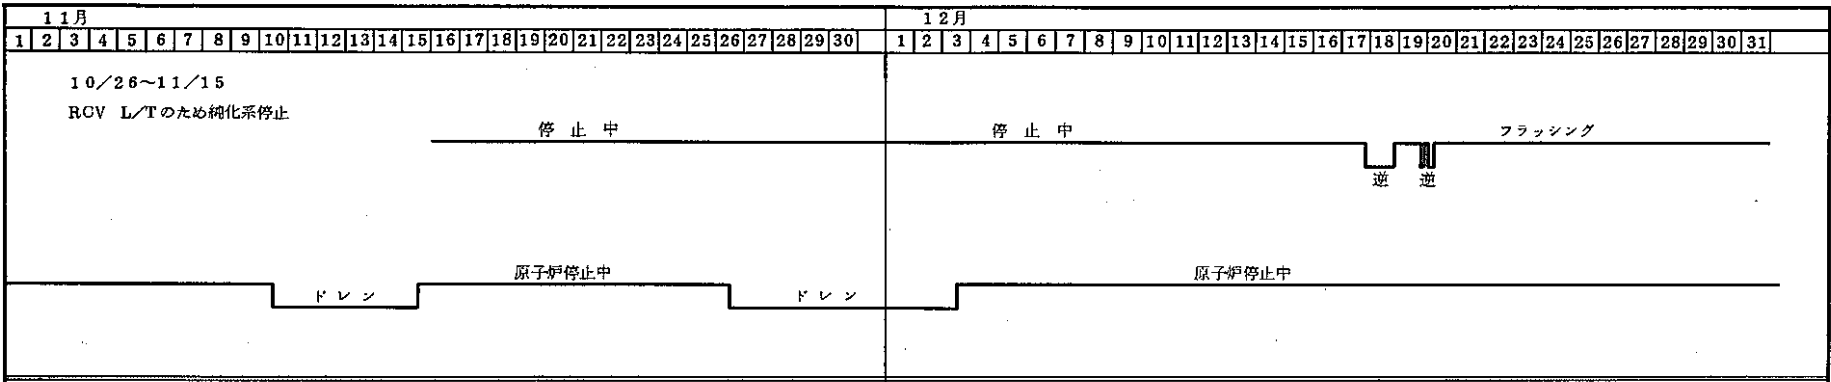 11月 12月
1 2 3 4 5 6 7 8 9 10 11 12 13 14 15 16 17 18 19 20 21 22 23 24 25 26 27 28 29 30 1 2 3 4 5 6 7 8 9 10 11 12 13 14 15 16 17 18 19 20 21 22 23 24 25 26 27 28 29 30 31
10/26~11/15
RCV L/Tのため純化系停止
停止中 停止中 フラッシング
逆 逆
原子炉停止中 原子炉停止中
ドレン ドレン